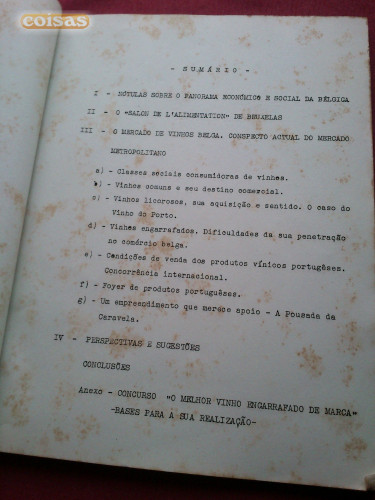 coisas
- SUMÁRIO -
I - NÓTULAS SOBRE O PANORAMA ECONÓMICO E SOCIAL DA BÉLGICA
II - O «SALON DE L'ALIMENTATION» DE BRUXELAS
III - O MERCADO DE VINHOS BELGA. CONSPECTO ACTUAL DO MERCADO
METROPOLITANO
a) - Classes sociais consumidores de vinhos.
b) - Vinhos comuns e seu destino comercial.
c) - Vinhos licorosos, sua aquisição e sentido. O caso do
Vinho do Porto.
d) - Vinhos engarrafados. Dificuldades da sua penetração
no comércio belga.
e) - Condições de venda dos produtos vínicos portugêses.
Concorrência internacional.
f) - Foyer de produtos portugêses.
g) - Um empreendimento que merece apoio - A Pousada da
Caravela.
IV - PERSPECTIVAS E SUGESTÕES
CONCLUSÕES
Anexo - CONCURSO «O MELHOR VINHO ENGARRAFADO DE MARCA»
-BASES PARA A SUA REALIZAÇÃO-